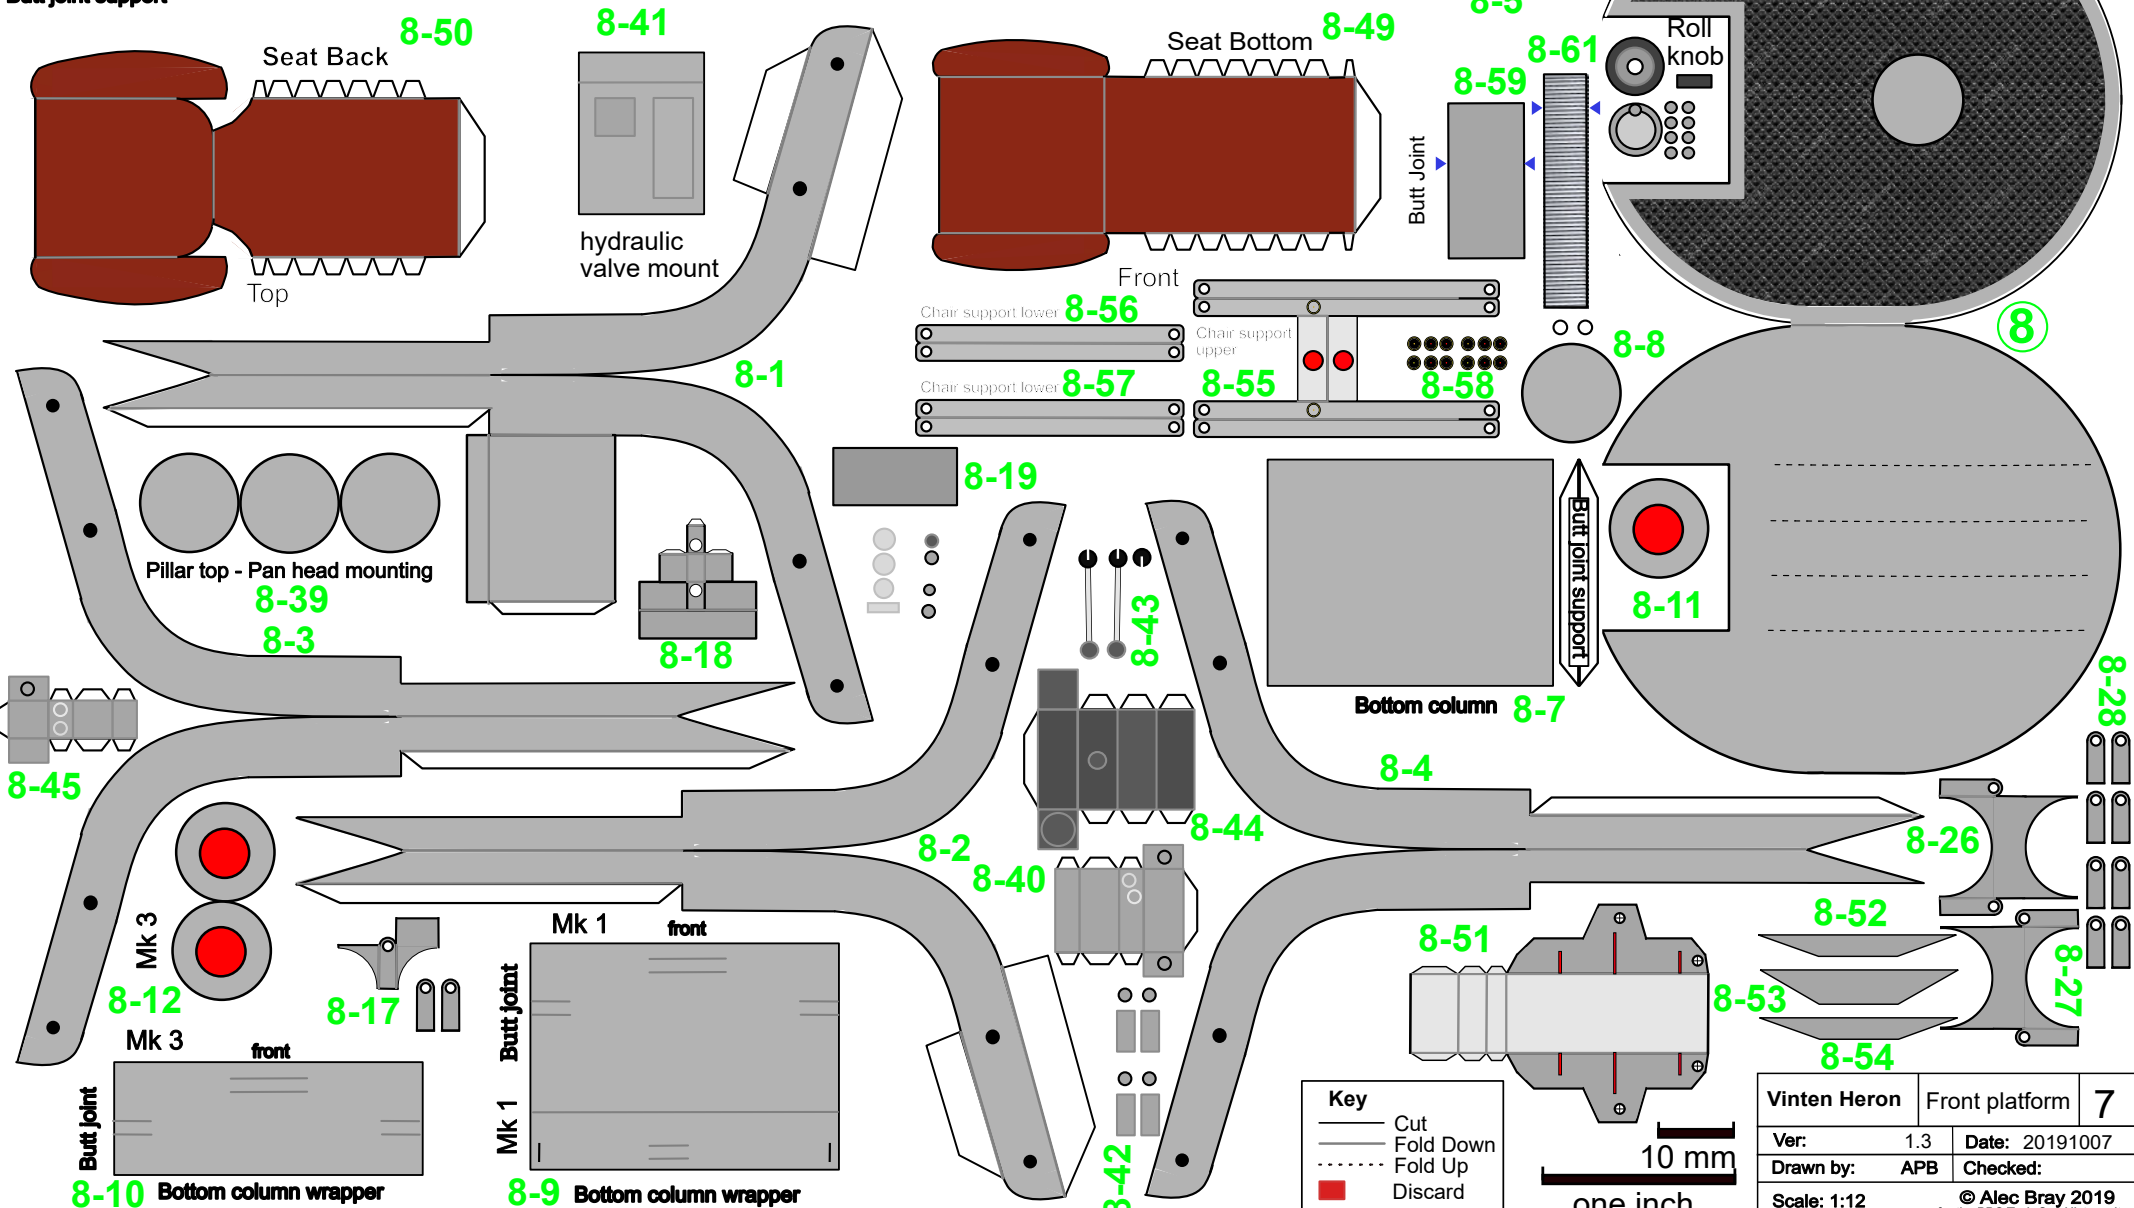 Butt joint support
8-50
Seat Back
Top
8-41
hydraulic
valve mount
8-49
Seat Bottom
Front
8-5
8-61
8-59
Butt Joint
Roll
knob
8
8-1
Chair support lower 8-56
Chair support lower 8-57
Chair support
upper
8-55
8-58
8-8
8-19
Pillar top - Pan head mounting
8-39
8-3
8-18
8-43
Butt joint support
8-11
Bottom column 8-7
8-28
8-45
8-4
8-44
8-2
8-40
8-26
8-27
8-52
8-53
8-54
8-51
Mk 3
8-12
8-17
Mk 3
front
Butt joint
8-10 Bottom column wrapper
Mk 1
front
Butt joint
Mk 1
8-9 Bottom column wrapper
8-42
Key
Cut
Fold Down
Fold Up
Discard
10 mm
one inch
Vinten Heron
Front platform
7
Ver: 1.3
Date: 20191007
Drawn by: APB
Checked:
Scale: 1:12
© Alec Bray 2019